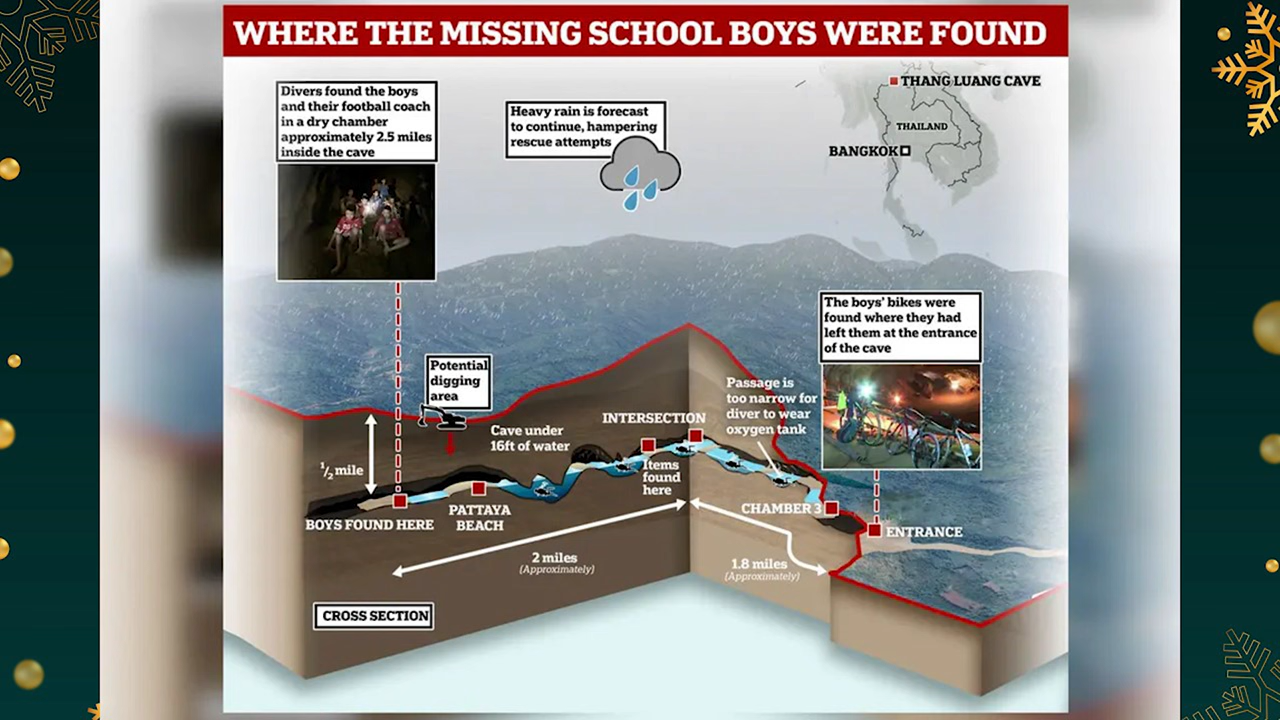 WHERE THE MISSING SCHOOL BOYS WERE FOUND
Divers found the boys
and their football coach
in a dry chamber
approximately 2.5 miles
inside the cave
Heavy rain is forecast
to continue, hampering
rescue attempts
THANG LUANG CAVE
THAILAND
BANGKOK
The boys' bikes were
found where they had
left them at the entrance
of the cave
Potential
digging
area
Passage is
too narrow for
diver to wear
oxygen tank
INTERSECTION
Cave under
16ft of water
1/2 mile
Items
found
here
BOYS FOUND HERE
PATTAYA
BEACH
CHAMBER 3
ENTRANCE
2 miles
(Approximately)
1.8 miles
(Approximately)
CROSS SECTION